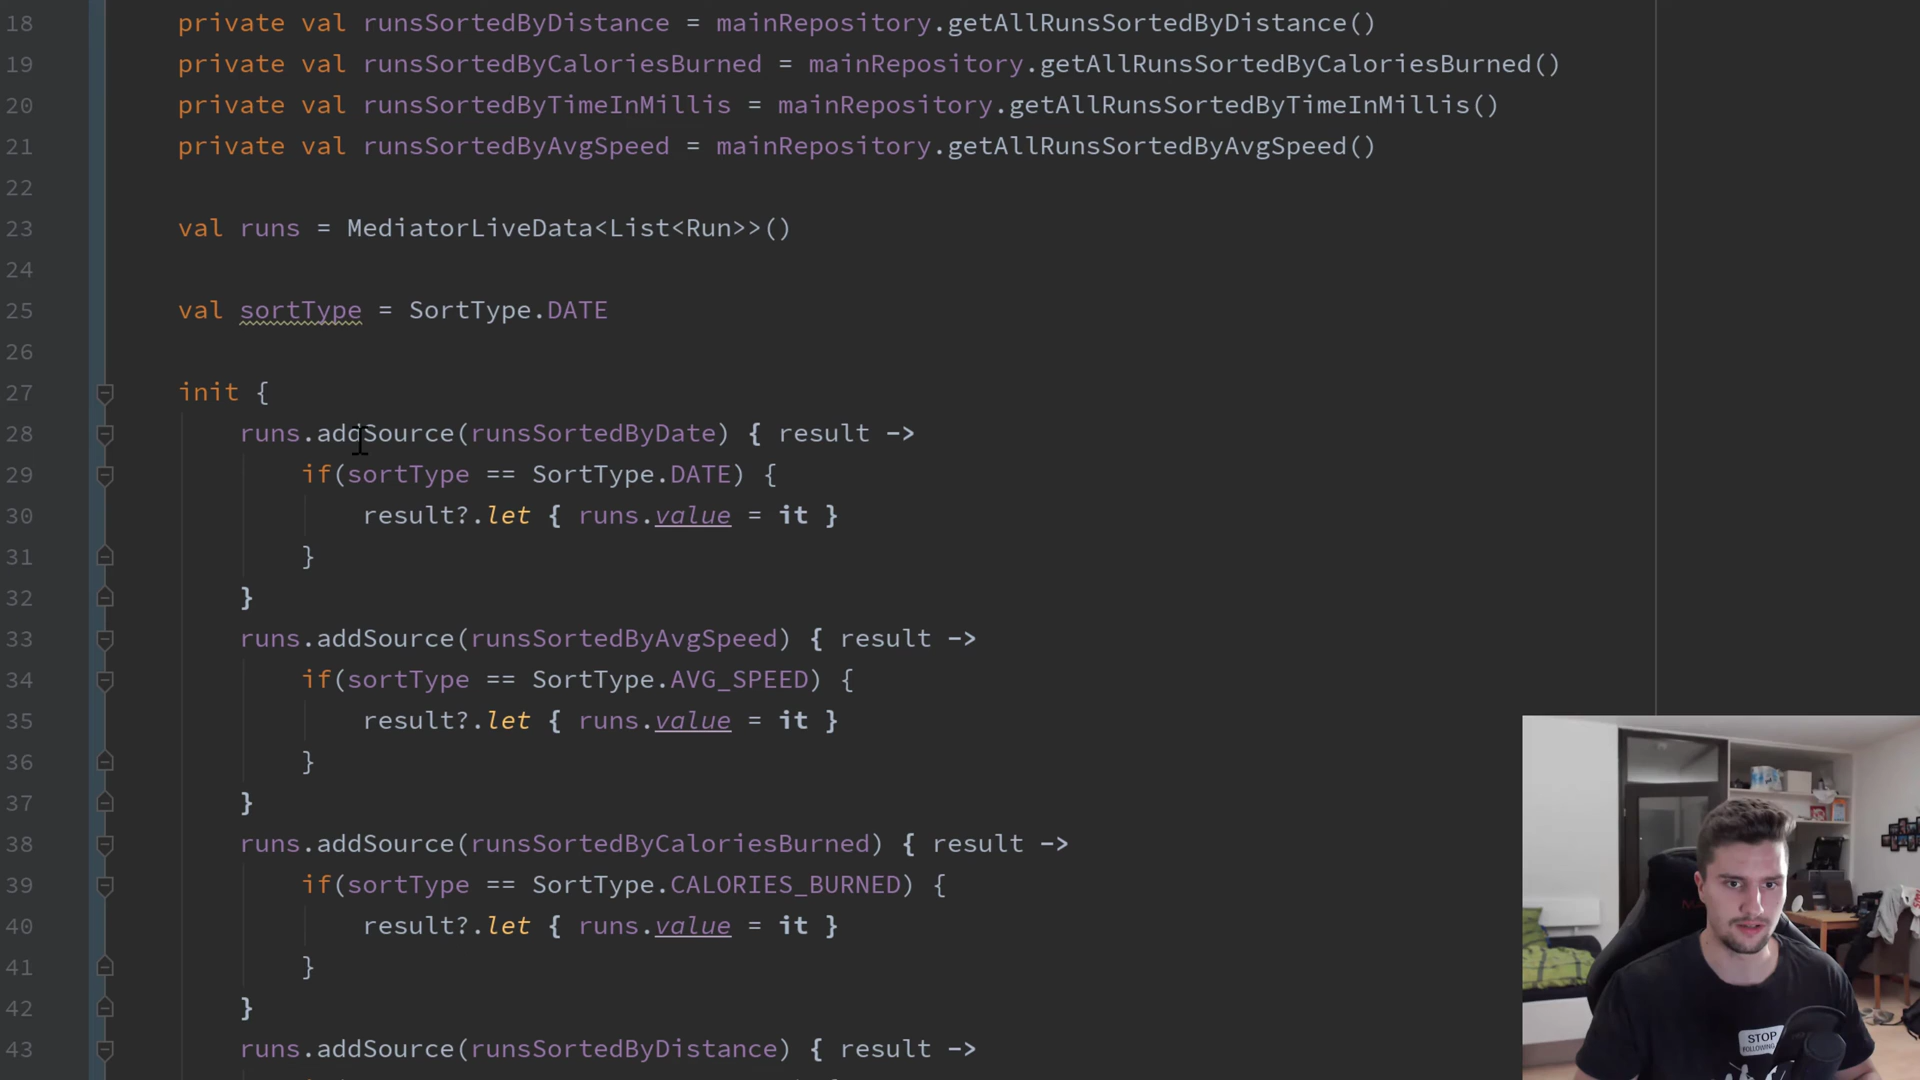 18 private val runsSortedByDistance = mainRepository.getAllRunsSortedByDistance()
19 private val runsSortedByCaloriesBurned = mainRepository.getAllRunsSortedByCaloriesBurned()
20 private val runsSortedByTimeInMillis = mainRepository.getAllRunsSortedByTimeInMillis()
21 private val runsSortedByAvgSpeed = mainRepository.getAllRunsSortedByAvgSpeed()
22
23 val runs = MediatorLiveData<List<Run>>()
24
25 val sortType = SortType.DATE
26
27 init {
28 runs.addSource(runsSortedByDate) { result ->
29 if(sortType == SortType.DATE) {
30 result?.let { runs.value = it }
31 }
32 }
33 runs.addSource(runsSortedByAvgSpeed) { result ->
34 if(sortType == SortType.AVG_SPEED) {
35 result?.let { runs.value = it }
36 }
37 }
38 runs.addSource(runsSortedByCaloriesBurned) { result ->
39 if(sortType == SortType.CALORIES_BURNED) {
40 result?.let { runs.value = it }
41 }
42 }
43 runs.addSource(runsSortedByDistance) { result ->
STOP
FOLLOWING